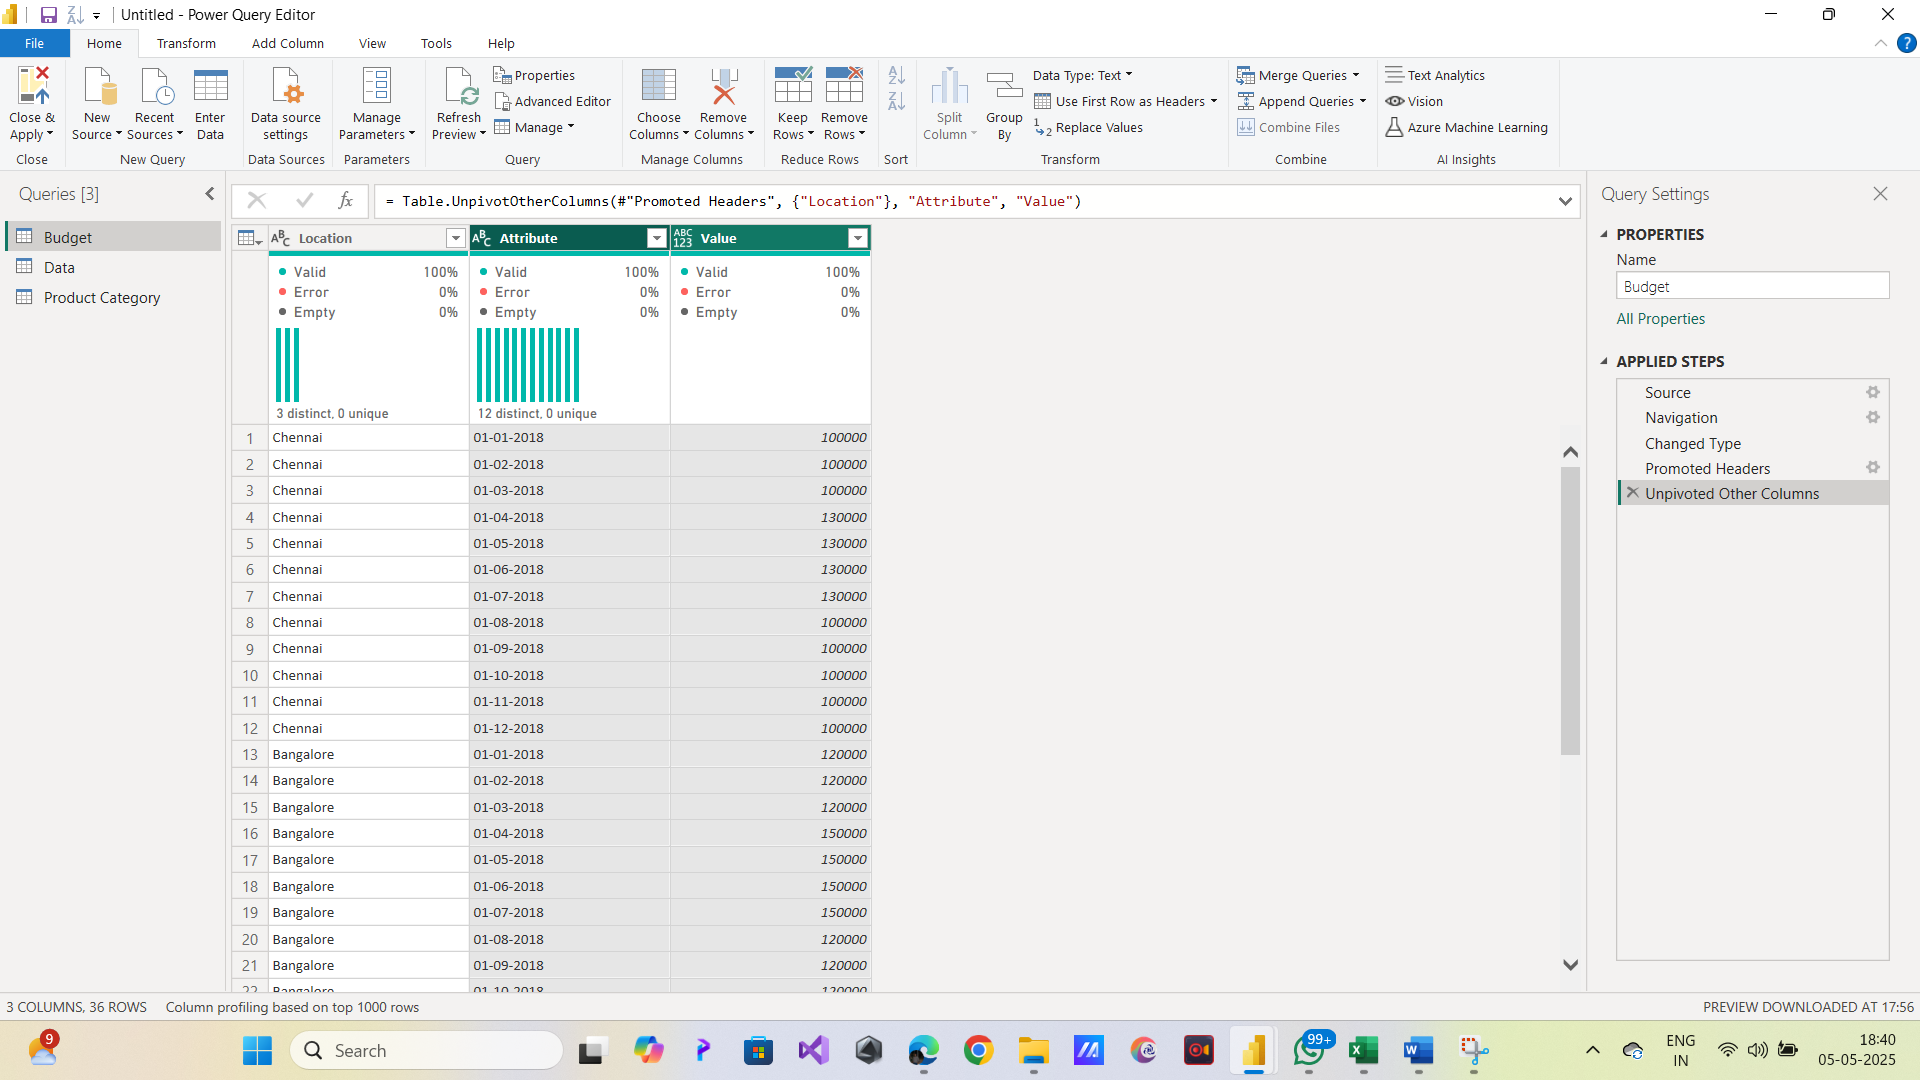 Untitled - Power Query Editor
File Home Transform Add Column View Tools Help
Close & Apply
New Source
Recent Sources
Enter Data
Data source settings
Manage Parameters
Refresh Preview
Properties
Advanced Editor
Manage
Choose Columns
Remove Columns
Keep Rows
Remove Rows
Split Column
Group By
Data Type: Text
Use First Row as Headers
Replace Values
Merge Queries
Append Queries
Combine Files
Text Analytics
Vision
Azure Machine Learning
Close New Query Data Sources Parameters Query Manage Columns Reduce Rows Sort Transform Combine AI Insights
Queries [3]
Budget
Data
Product Category
fx = Table.UnpivotOtherColumns(#"Promoted Headers", {"Location"}, "Attribute", "Value")
ABC Location ABC Attribute ABC 123 Value
Valid 100% Valid 100% Valid 100%
Error 0% Error 0% Error 0%
Empty 0% Empty 0% Empty 0%
3 distinct, 0 unique 12 distinct, 0 unique
1 Chennai 01-01-2018 100000
2 Chennai 01-02-2018 100000
3 Chennai 01-03-2018 100000
4 Chennai 01-04-2018 130000
5 Chennai 01-05-2018 130000
6 Chennai 01-06-2018 130000
7 Chennai 01-07-2018 130000
8 Chennai 01-08-2018 100000
9 Chennai 01-09-2018 100000
10 Chennai 01-10-2018 100000
11 Chennai 01-11-2018 100000
12 Chennai 01-12-2018 100000
13 Bangalore 01-01-2018 120000
14 Bangalore 01-02-2018 120000
15 Bangalore 01-03-2018 120000
16 Bangalore 01-04-2018 150000
17 Bangalore 01-05-2018 150000
18 Bangalore 01-06-2018 150000
19 Bangalore 01-07-2018 150000
20 Bangalore 01-08-2018 120000
21 Bangalore 01-09-2018 120000
22 Bangalore 01-10-2018 120000
Query Settings
PROPERTIES
Name
Budget
All Properties
APPLIED STEPS
Source
Navigation
Changed Type
Promoted Headers
Unpivoted Other Columns
3 COLUMNS, 36 ROWS Column profiling based on top 1000 rows PREVIEW DOWNLOADED AT 17:56
9
Search
99+
ENG
IN
18:40
05-05-2025